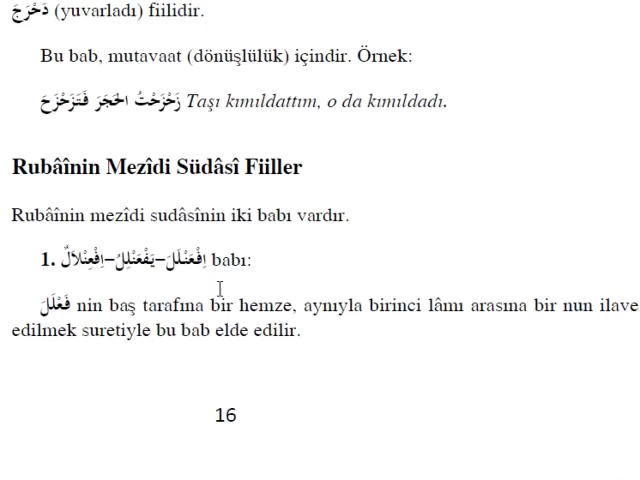 دَحْرَجَ (yuvarladı) fiilidir.
Bu bab, mutavaat (dönüşlülük) içindir. Örnek:
زَحْزَحْتُ الحَجَرَ فَتَزَحْزَحَ Taşı kımıldattım, o da kımıldadı.
Rubâînin Mezîdi Südâsî Fiiller
Rubâînin mezîdi sudâsînin iki babı vardır.
1. اِفْعَنْلَلَ–يَفْعَنْلِلُ–اِفْعِنْلاَلٌ babı:
فَعْلَلَ nin baş tarafına bir hemze, aynıyla birinci lâmı arasına bir nun ilave
edilmek suretiyle bu bab elde edilir.
16